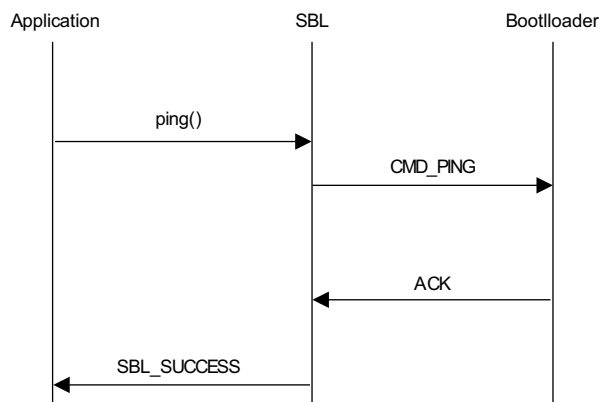 Application SBL Bootlloader
ping()
CMD_PING
ACK
SBL_SUCCESS